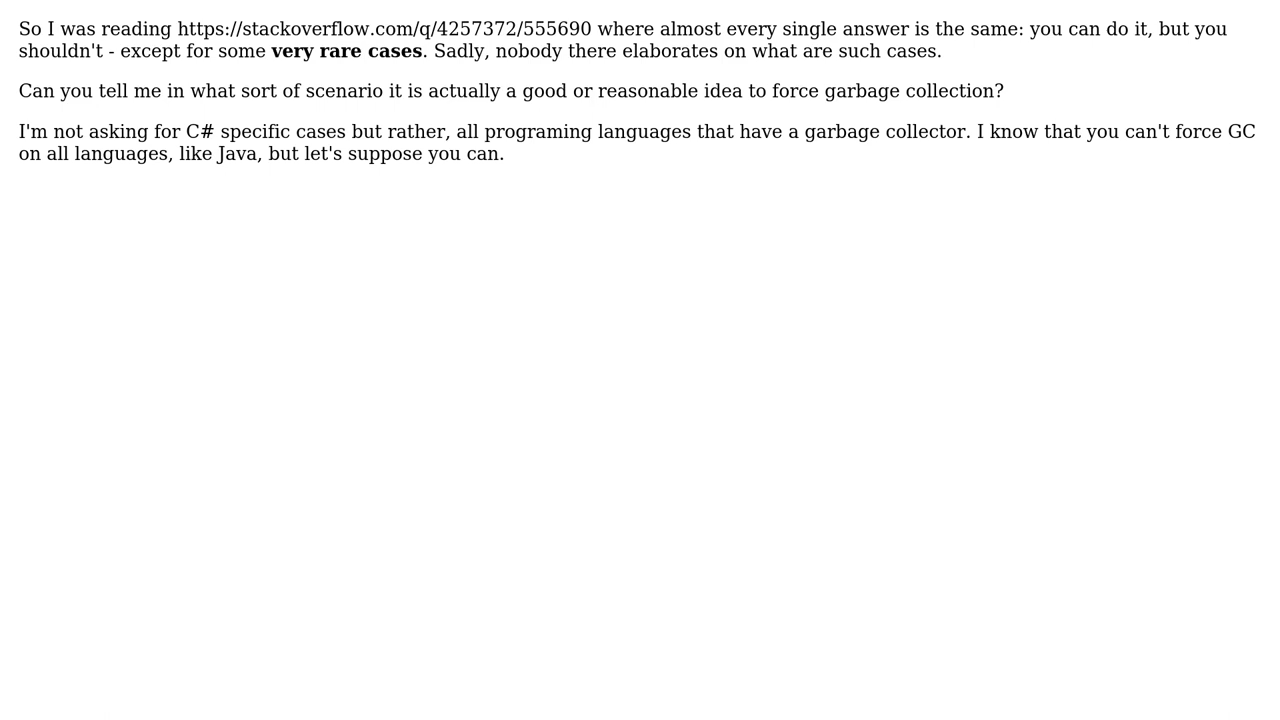 So I was reading https://stackoverflow.com/q/4257372/555690 where almost every single answer is the same: you can do it, but you
shouldn't - except for some very rare cases. Sadly, nobody there elaborates on what are such cases.
Can you tell me in what sort of scenario it is actually a good or reasonable idea to force garbage collection?
I'm not asking for C# specific cases but rather, all programing languages that have a garbage collector. I know that you can't force GC
on all languages, like Java, but let's suppose you can.